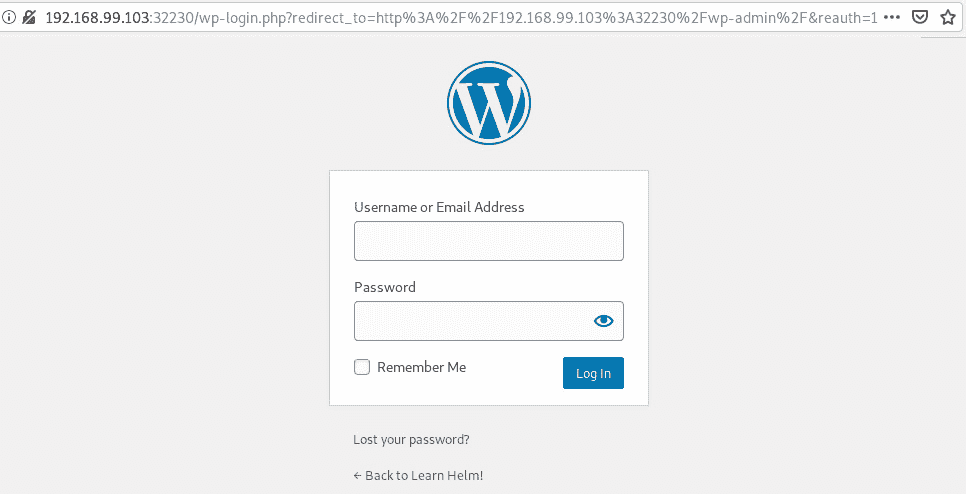 192.168.99.103:32230/wp-login.php?redirect_to=http%3A%2F%2F192.168.99.103%3A32230%2Fwp-admin%2F&reauth=1
Username or Email Address
Password
Remember Me
Log In
Lost your password?
← Back to Learn Helm!